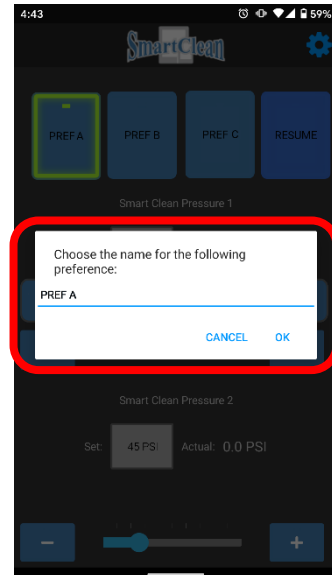 4:43 59%
SmartClean
PREF A PREF B PREF C RESUME
Smart Clean Pressure 1
Choose the name for the following
preference:
PREF A
CANCEL OK
Smart Clean Pressure 2
Set: 45 PSI Actual: 0.0 PSI
− +